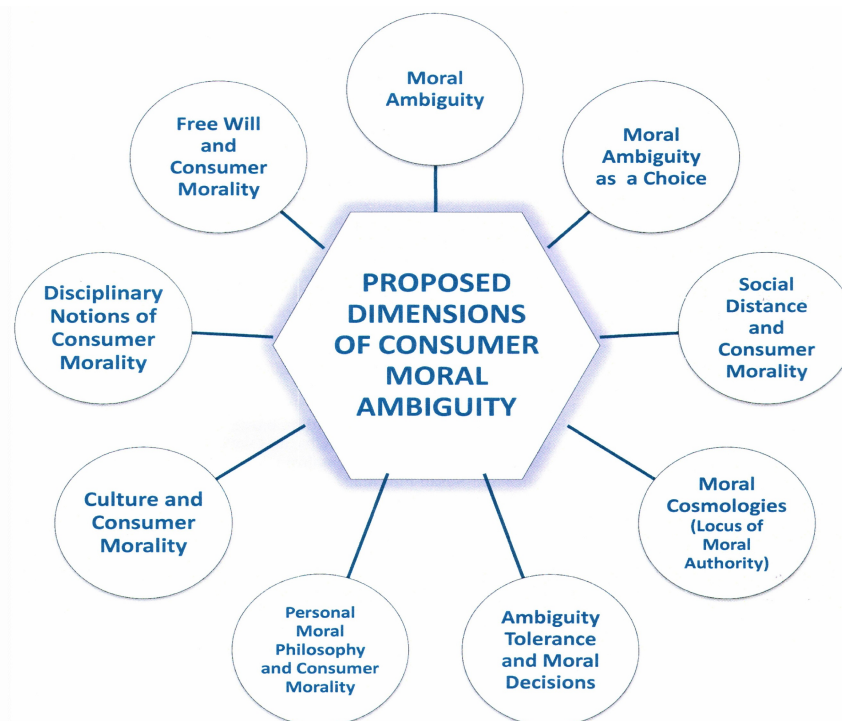 Moral
Ambiguity
Moral
Ambiguity
as a Choice
Social
Distance
and
Consumer
Morality
Moral
Cosmologies
(Locus of
Moral
Authority)
Ambiguity
Tolerance
and Moral
Decisions
Personal
Moral
Philosophy
and Consumer
Morality
Culture and
Consumer
Morality
Disciplinary
Notions of
Consumer
Morality
Free Will
and
Consumer
Morality
PROPOSED
DIMENSIONS
OF CONSUMER
MORAL
AMBIGUITY